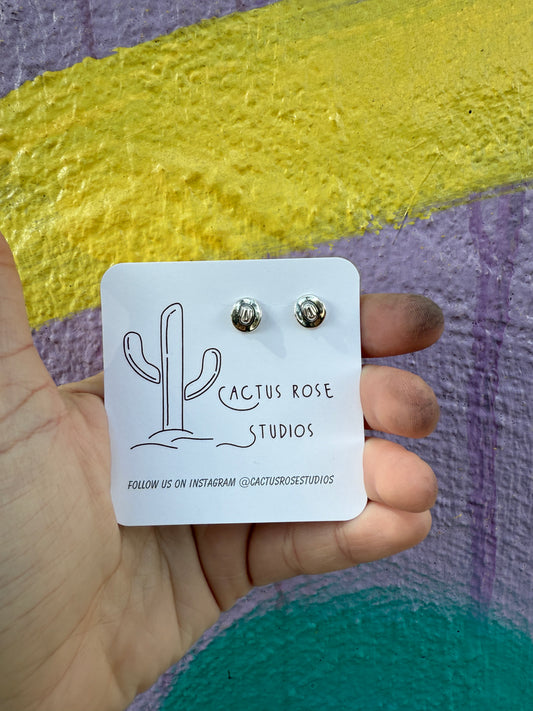 CACTUS ROSE
STUDIOS
FOLLOW US ON INSTAGRAM @CACTUSROSESTUDIOS